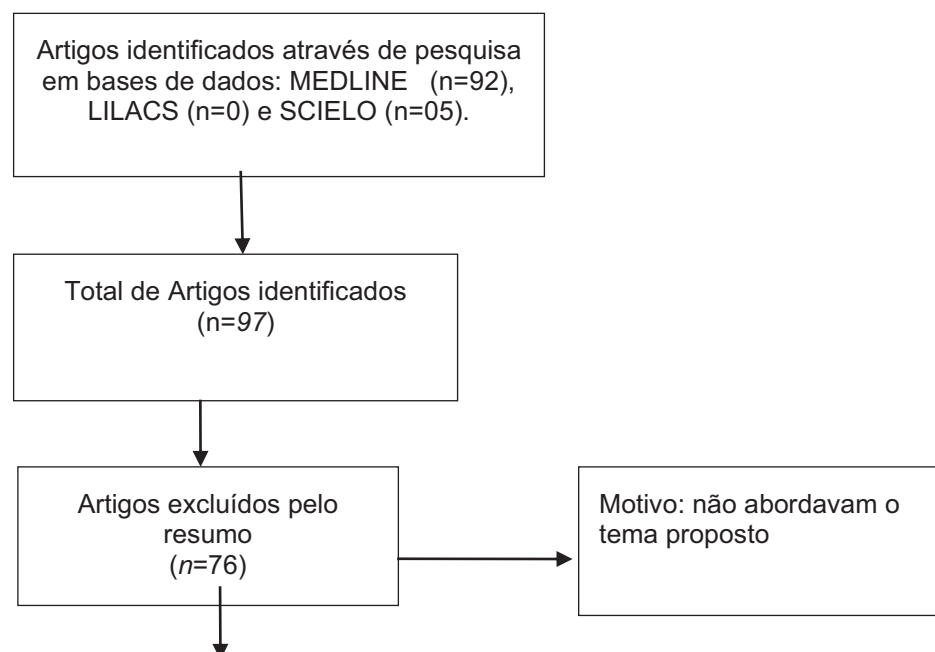 Artigos identificados através de pesquisa
em bases de dados: MEDLINE (n=92),
LILACS (n=0) e SCIELO (n=05).
Total de Artigos identificados
(n=97)
Artigos excluídos pelo
resumo
(n=76)
Motivo: não abordavam o
tema proposto